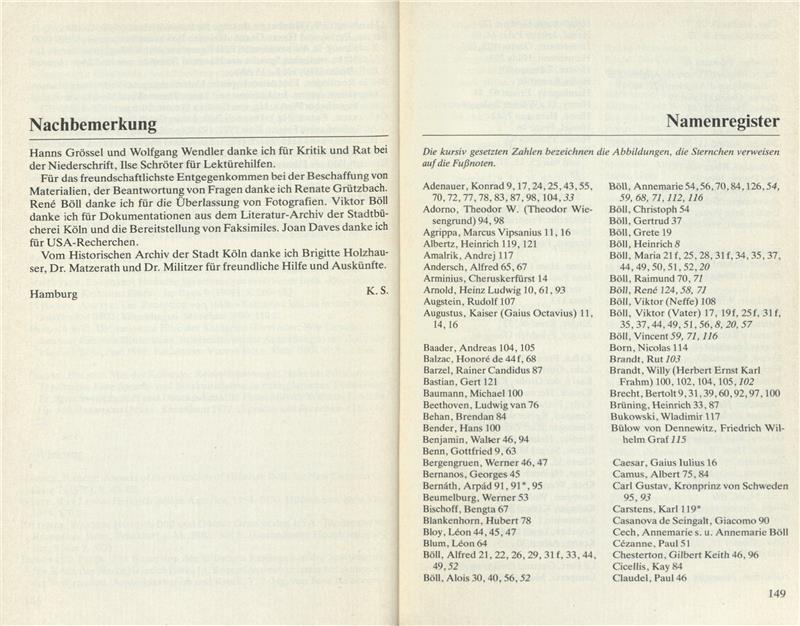 Nachbemerkung
Hanns Grössel und Wolfgang Wendler danke ich für Kritik und Rat bei
der Niederschrift, Ilse Schröter für Lektürehilfen.
Für das freundschaftlichste Entgegenkommen bei der Beschaffung von
Materialien, der Beantwortung von Fragen danke ich Renate Grützbach.
René Böll danke ich für die Überlassung von Fotografien. Viktor Böll
danke ich für Dokumentationen aus dem Literatur-Archiv der Stadtbü-
cherei Köln und die Bereitstellung von Faksimiles. Joan Daves danke ich
für USA-Recherchen.
Vom Historischen Archiv der Stadt Köln danke ich Brigitte Holzhau-
ser, Dr. Matzerath und Dr. Militzer für freundliche Hilfe und Auskünfte.
Hamburg K. S.
Namenregister
Die kursiv gesetzten Zahlen bezeichnen die Abbildungen, die Sternchen verweisen
auf die Fußnoten.
Adenauer, Konrad 9, 17, 24, 25, 43, 55,
70, 72, 77, 78, 83, 87, 98, 104, 33
Adorno, Theodor W. (Theodor Wie-
sengrund) 94, 98
Agrippa, Marcus Vipsanius 11, 16
Albertz, Heinrich 119, 121
Amalrik, Andrej 117
Andersch, Alfred 65, 67
Arminius, Cheruskerfürst 14
Arnold, Heinz Ludwig 10, 61, 93
Augstein, Rudolf 107
Augustus, Kaiser (Gaius Octavius) 11,
14, 16
Baader, Andreas 104, 105
Balzac, Honoré de 44 f, 68
Barzel, Rainer Candidus 87
Bastian, Gert 121
Baumann, Michael 100
Beethoven, Ludwig van 76
Behan, Brendan 84
Bender, Hans 100
Benjamin, Walter 46, 94
Benn, Gottfried 9, 63
Bergengruen, Werner 46, 47
Bernanos, Georges 45
Bernáth, Arpád 91, 91*, 95
Beumelburg, Werner 53
Bischoff, Bengta 67
Blankenhorn, Hubert 78
Bloy, Léon 44, 45, 47
Blum, Léon 64
Böll, Alfred 21, 22, 26, 29, 31 f, 33, 44,
49, 52
Böll, Alois 30, 40, 56, 52
Böll, Annemarie 54, 56, 70, 84, 126, 54,
59, 68, 71, 112, 116
Böll, Christoph 54
Böll, Gertrud 37
Böll, Grete 19
Böll, Heinrich 8
Böll, Maria 21 f, 25, 28, 31 f, 34, 35, 37,
44, 49, 50, 51, 52, 20
Böll, Raimund 70, 71
Böll, René 124, 58, 71
Böll, Viktor (Neffe) 108
Böll, Viktor (Vater) 17, 19 f, 25 f, 31 f,
35, 37, 44, 49, 51, 56, 8, 20, 57
Böll, Vincent 59, 71, 116
Born, Nicolas 114
Brandt, Rut 103
Brandt, Willy (Herbert Ernst Karl
Frahm) 100, 102, 104, 105, 102
Brecht, Bertolt 9, 31, 39, 60, 92, 97, 100
Brüning, Heinrich 33, 87
Bukowski, Wladimir 117
Bülow von Dennewitz, Friedrich Wil-
helm Graf 115
Caesar, Gaius Iulius 16
Camus, Albert 75, 84
Carl Gustav, Kronprinz von Schweden
95, 93
Carstens, Karl 119*
Casanova de Seingalt, Giacomo 90
Cech, Annemarie s. u. Annemarie Böll
Cézanne, Paul 51
Chesterton, Gilbert Keith 46, 96
Cicellis, Kay 84
Claudel, Paul 46
149